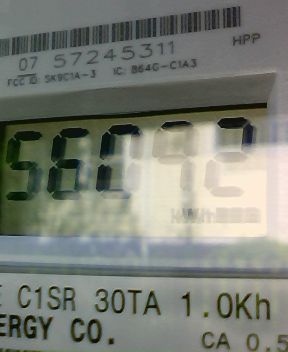 07 57245311
HPP
FCC ID: SK9C1A-3 IC: 864G-C1A3
kWh
C1SR 30TA 1.0Kh
ERGY CO.
CA 0.5